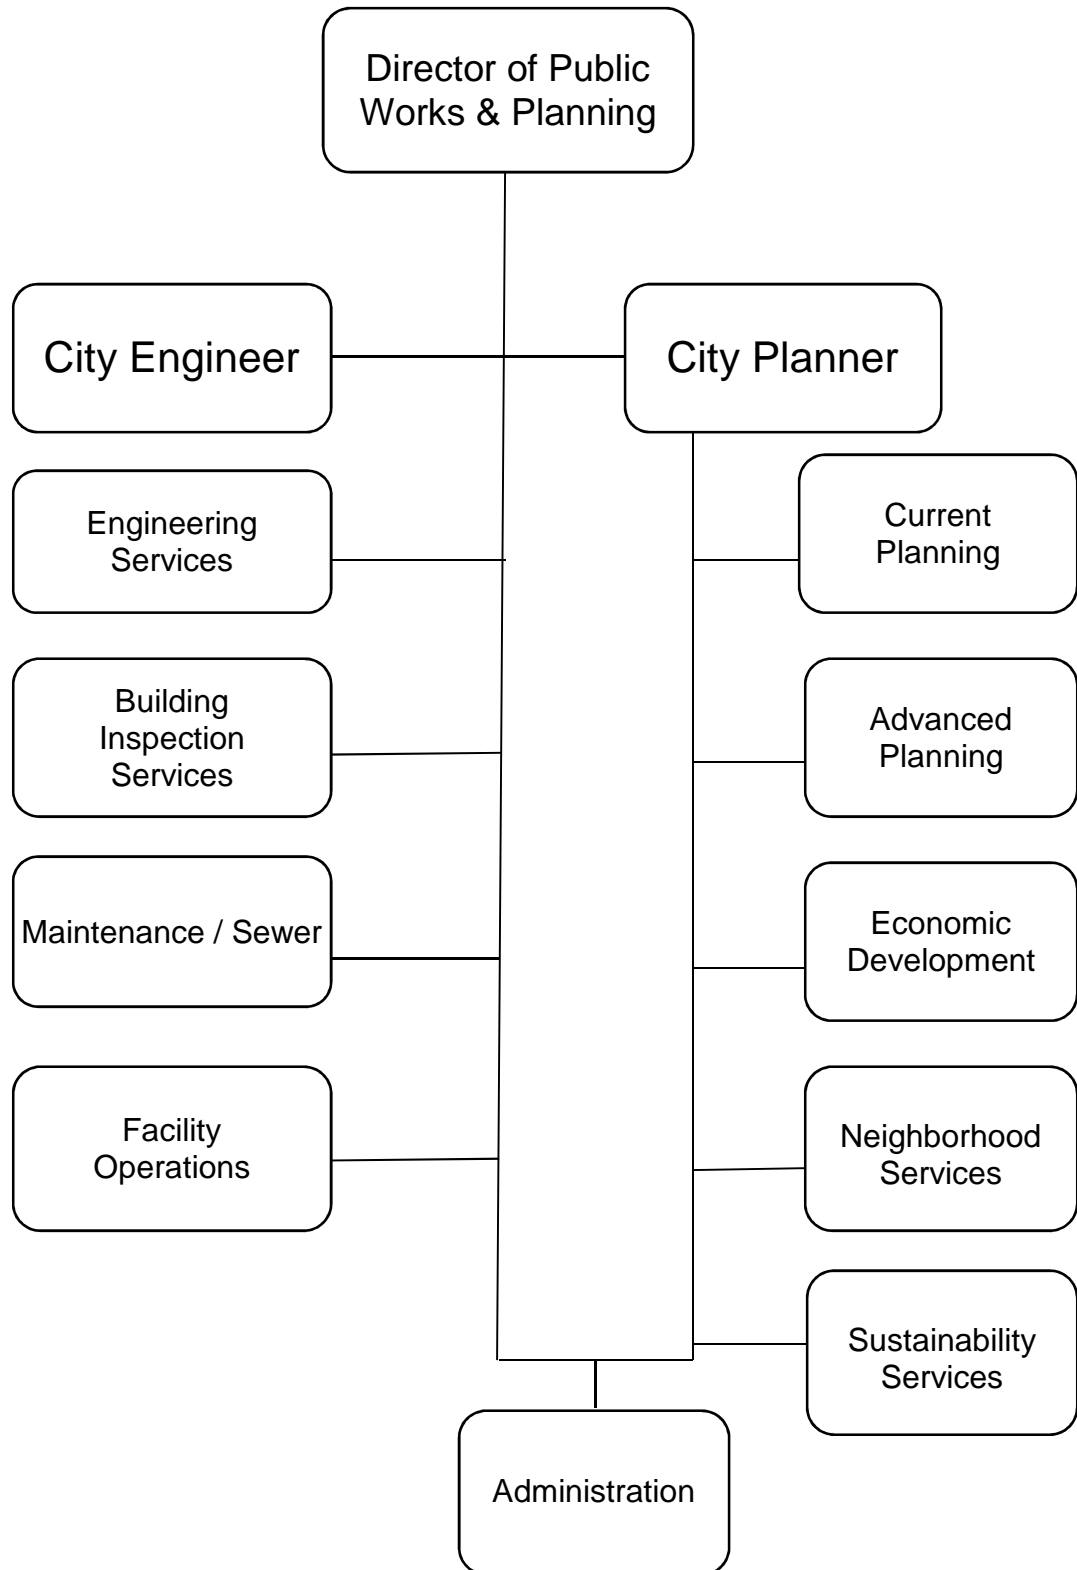 Director of Public
Works & Planning
City Engineer
City Planner
Engineering
Services
Current
Planning
Building
Inspection
Services
Advanced
Planning
Maintenance / Sewer
Economic
Development
Facility
Operations
Neighborhood
Services
Sustainability
Services
Administration